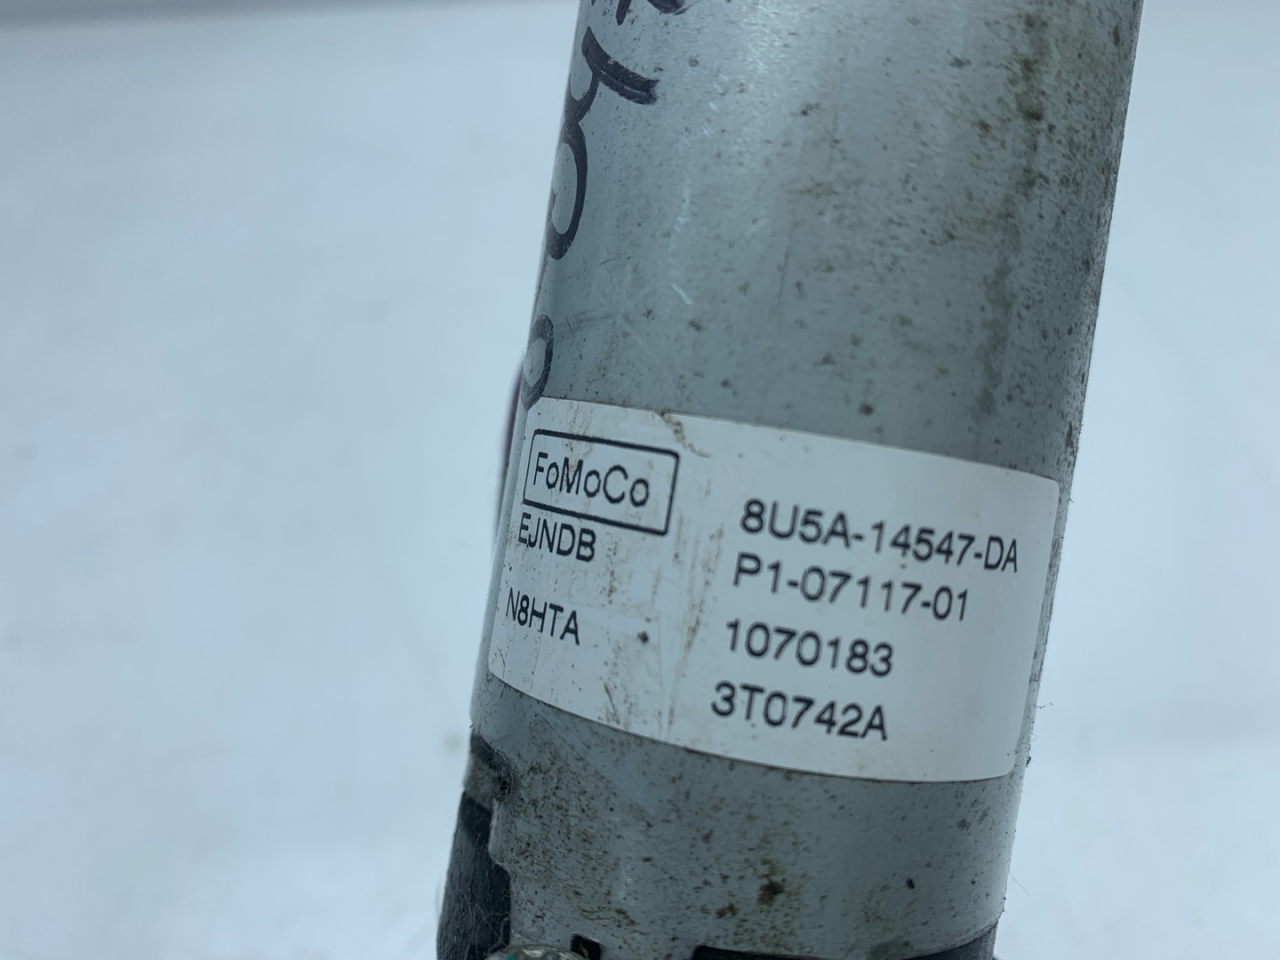 FoMoCo
EJNDB
N8HTA
8U5A-14547-DA
P1-07117-01
1070183
3T0742A